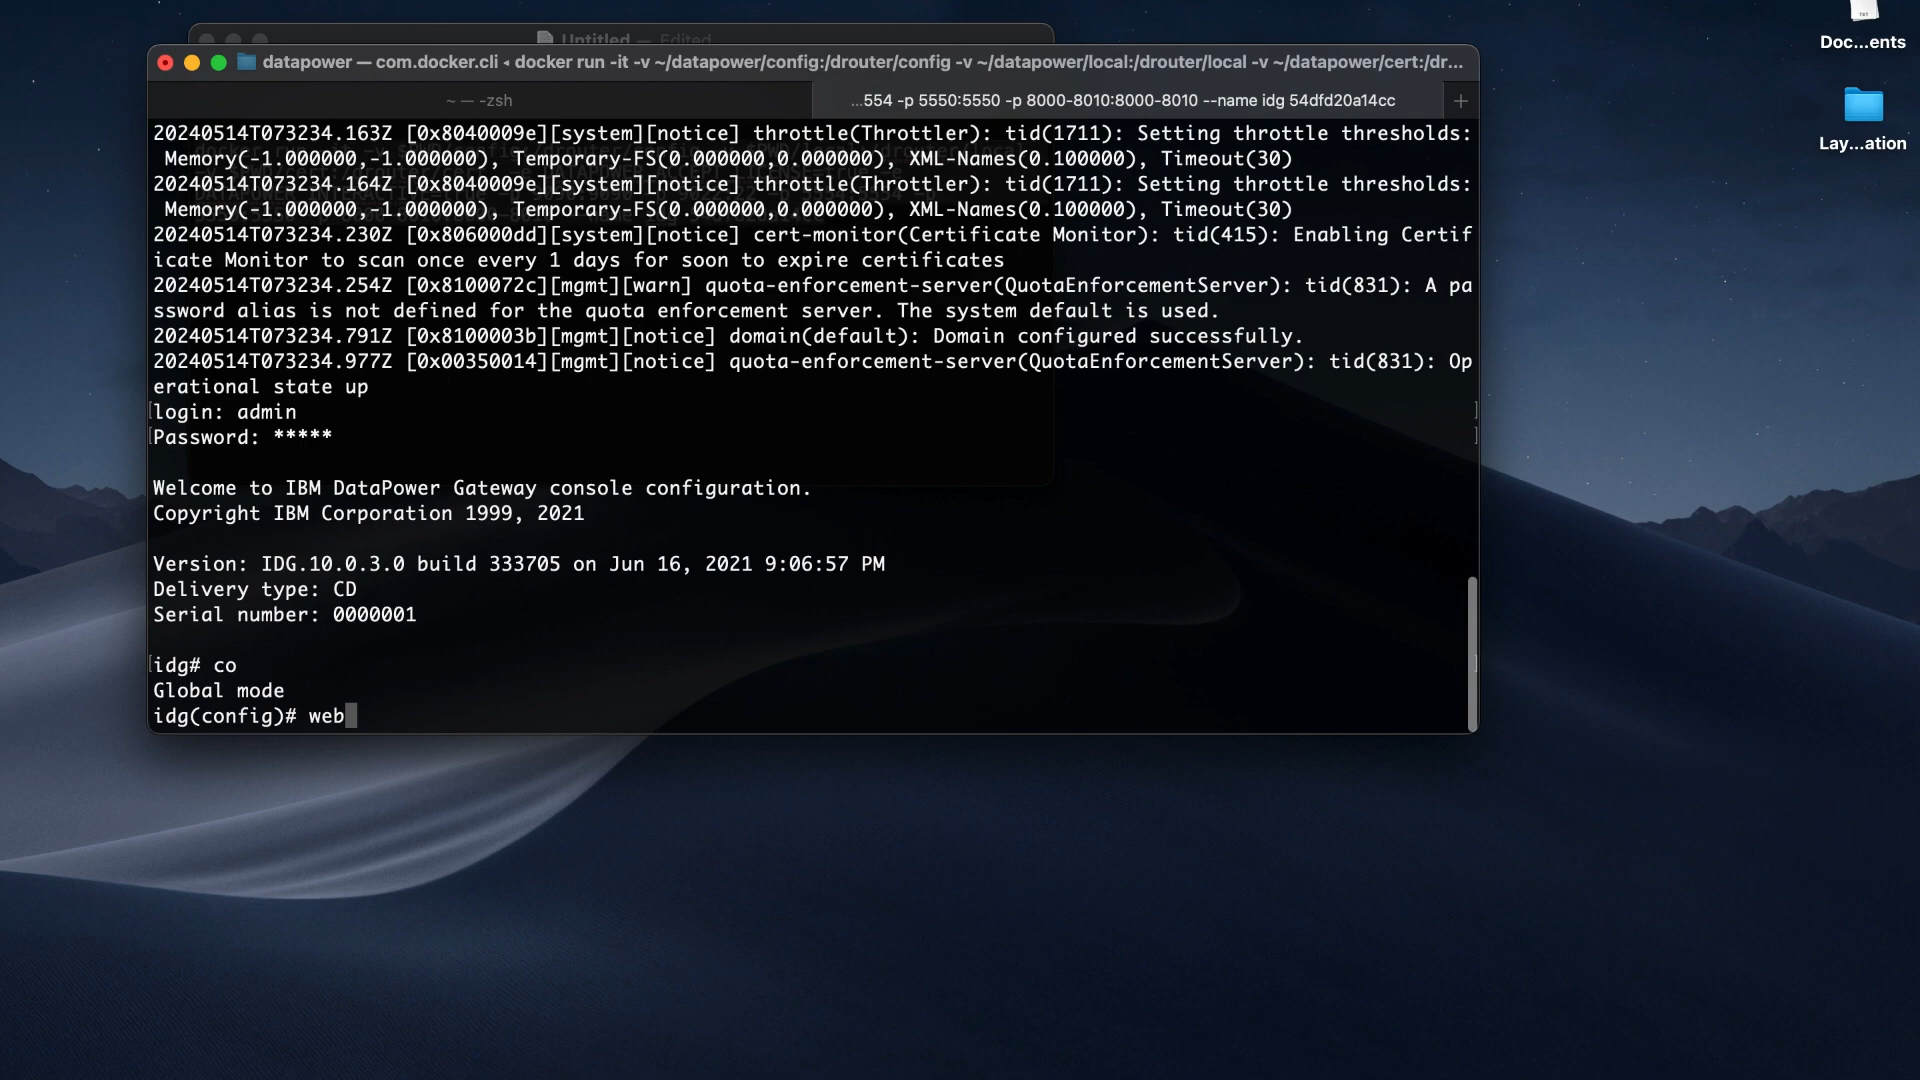 Untitled — Edited
Doc...ents
datapower — com.docker.cli ◂ docker run -it -v ~/datapower/config:/drouter/config -v ~/datapower/local:/drouter/local -v ~/datapower/cert:/dr...
~ — -zsh
...554 -p 5550:5550 -p 8000-8010:8000-8010 --name idg 54dfd20a14cc
+
Lay...ation
20240514T073234.163Z [0x8040009e][system][notice] throttle(Throttler): tid(1711): Setting throttle thresholds:
Memory(-1.000000,-1.000000), Temporary-FS(0.000000,0.000000), XML-Names(0.100000), Timeout(30)
20240514T073234.164Z [0x8040009e][system][notice] throttle(Throttler): tid(1711): Setting throttle thresholds:
Memory(-1.000000,-1.000000), Temporary-FS(0.000000,0.000000), XML-Names(0.100000), Timeout(30)
20240514T073234.230Z [0x806000dd][system][notice] cert-monitor(Certificate Monitor): tid(415): Enabling Certif
icate Monitor to scan once every 1 days for soon to expire certificates
20240514T073234.254Z [0x8100072c][mgmt][warn] quota-enforcement-server(QuotaEnforcementServer): tid(831): A pa
ssword alias is not defined for the quota enforcement server. The system default is used.
20240514T073234.791Z [0x8100003b][mgmt][notice] domain(default): Domain configured successfully.
20240514T073234.977Z [0x00350014][mgmt][notice] quota-enforcement-server(QuotaEnforcementServer): tid(831): Op
erational state up
login: admin
Password: *****
Welcome to IBM DataPower Gateway console configuration.
Copyright IBM Corporation 1999, 2021
Version: IDG.10.0.3.0 build 333705 on Jun 16, 2021 9:06:57 PM
Delivery type: CD
Serial number: 0000001
idg# co
Global mode
idg(config)# web